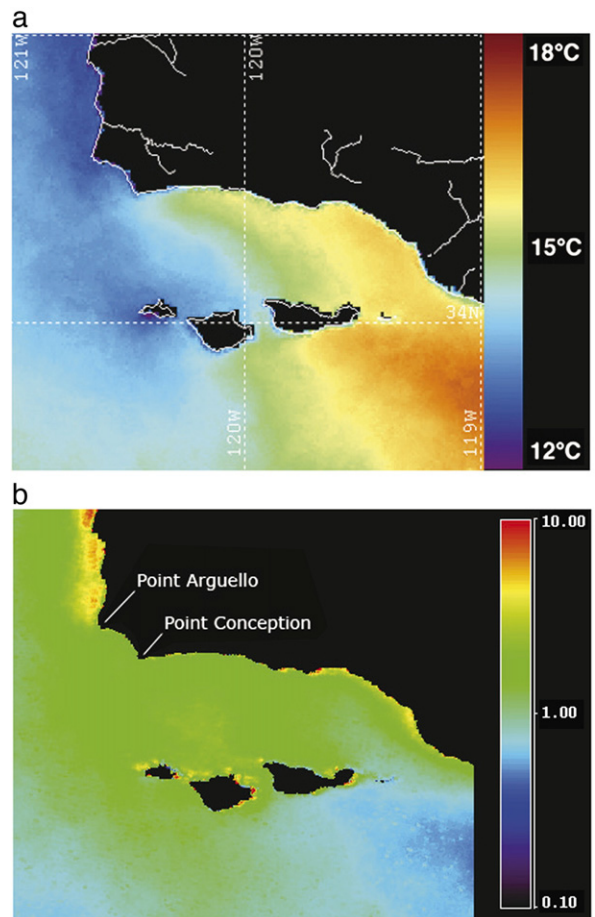 a
121W
120W
18°C
15°C
34N
120W
119W
12°C
b
10.00
Point Arguello
Point Conception
1.00
0.10